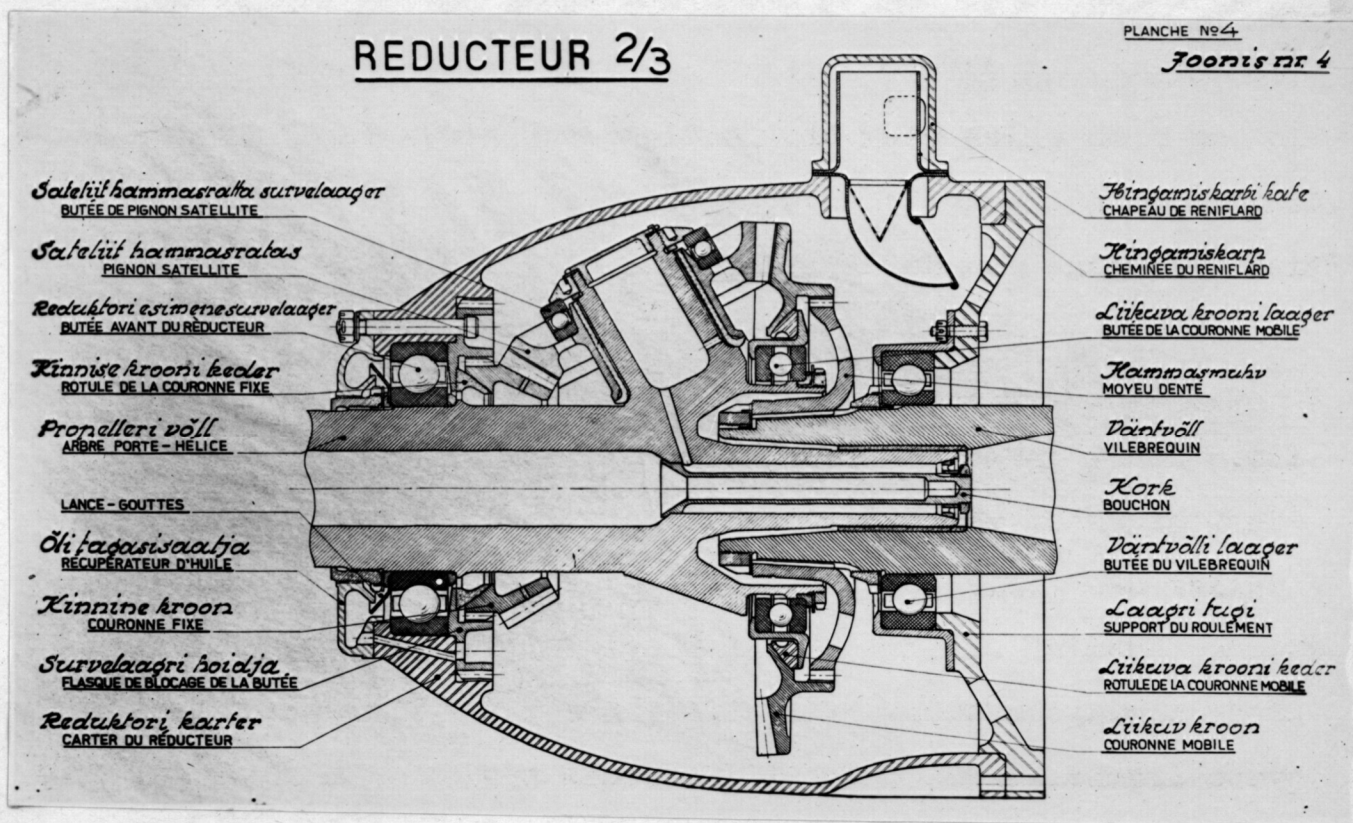 REDUCTEUR 2/3
PLANCHE Nº4
Joonis nr. 4
Sateliit hammasratta survelaager
BUTÉE DE PIGNON SATELLITE
Sateliit hammasratas
PIGNON SATELLITE
Reduktori esimene survelaager
BUTÉE AVANT DU RÉDUCTEUR
Kinnise krooni keder
ROTULE DE LA COURONNE FIXE
Propelleri võll
ARBRE PORTE-HÉLICE
LANCE-GOUTTES
Õli tagasisaatja
RÉCUPÉRATEUR D'HUILE
Kinnine kroon
COURONNE FIXE
Survelaagri hoidja
FLASQUE DE BLOCAGE DE LA BUTÉE
Reduktori karter
CARTER DU RÉDUCTEUR
Hingamiskarbi kate
CHAPEAU DE RENIFLARD
Hingamiskarp
CHEMINÉE DU RENIFLARD
Liikuva krooni laager
BUTÉE DE LA COURONNE MOBILE
Hammasmuhv
MOYEU DENTÉ
Väntvõll
VILEBREQUIN
Kork
BOUCHON
Väntvõlli laager
BUTÉE DU VILEBREQUIN
Laagri tugi
SUPPORT DU ROULEMENT
Liikuva krooni keder
ROTULE DE LA COURONNE MOBILE
Liikuv kroon
COURONNE MOBILE